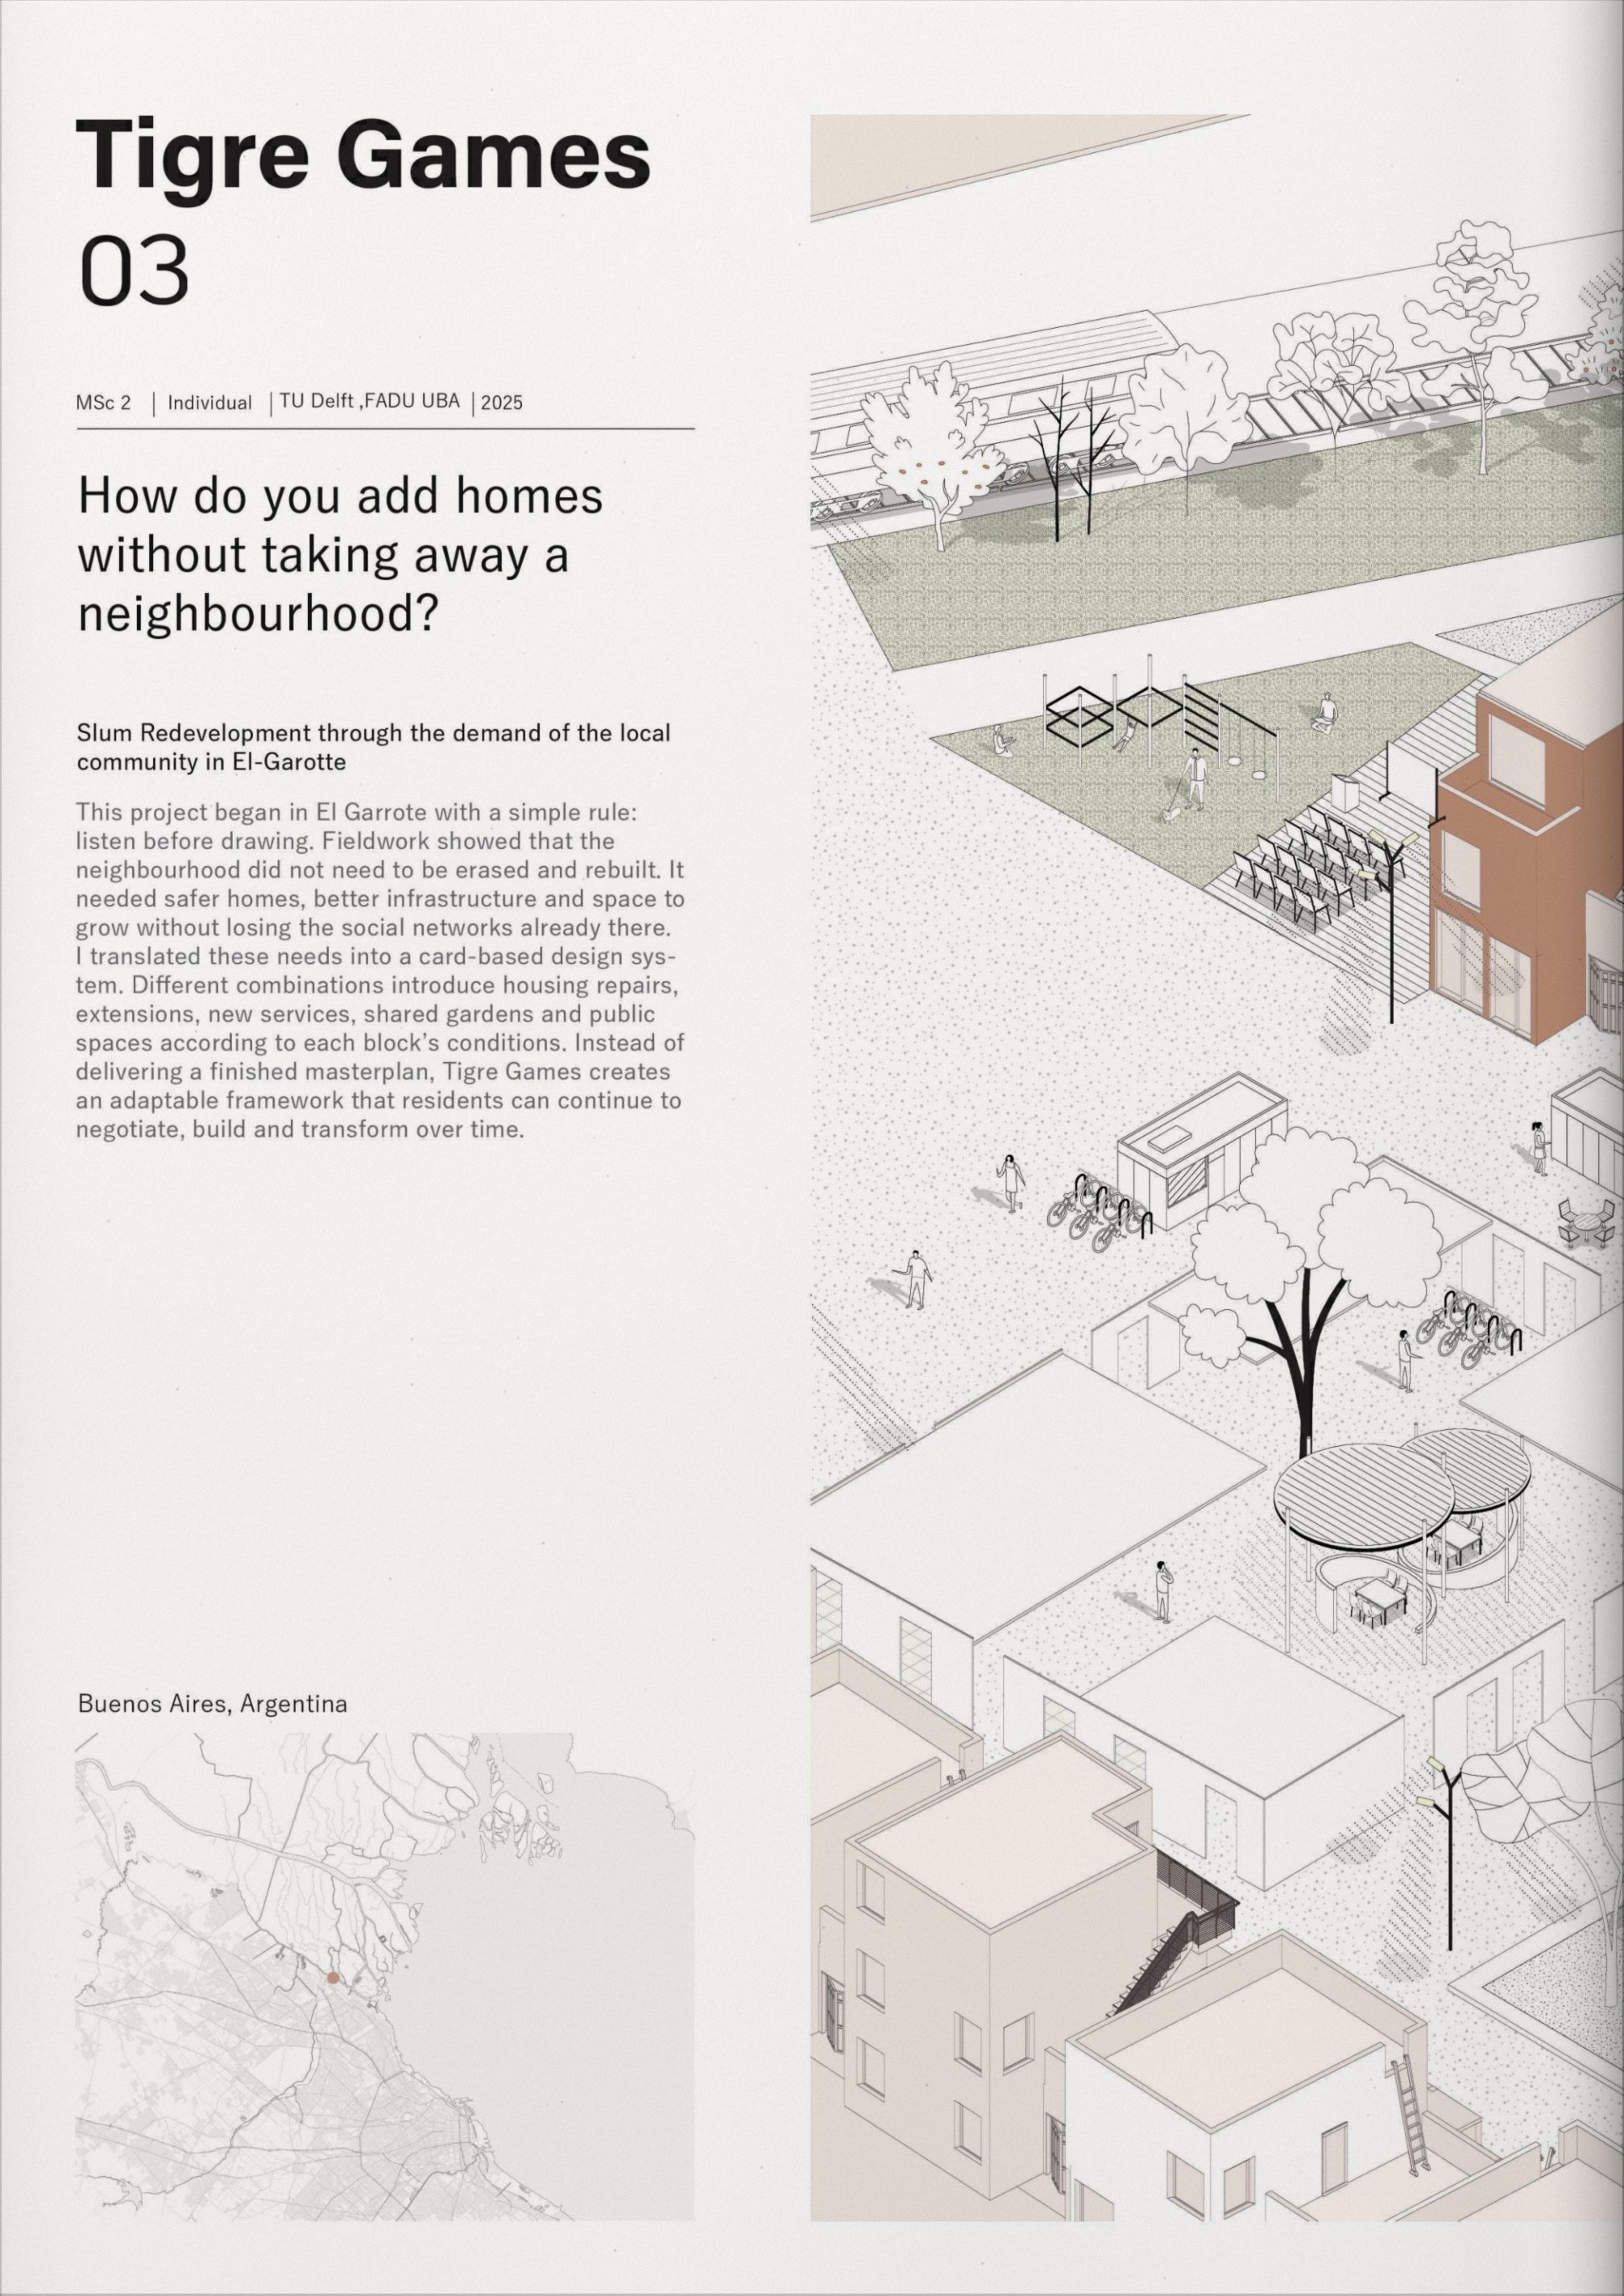 Tigre Games
03
MSc 2 | Individual | TU Delft ,FADU UBA | 2025
How do you add homes
without taking away a
neighbourhood?
Slum Redevelopment through the demand of the local
community in El-Garotte
This project began in El Garrote with a simple rule:
listen before drawing. Fieldwork showed that the
neighbourhood did not need to be erased and rebuilt. It
needed safer homes, better infrastructure and space to
grow without losing the social networks already there.
I translated these needs into a card-based design sys-
tem. Different combinations introduce housing repairs,
extensions, new services, shared gardens and public
spaces according to each block's conditions. Instead of
delivering a finished masterplan, Tigre Games creates
an adaptable framework that residents can continue to
negotiate, build and transform over time.
Buenos Aires, Argentina